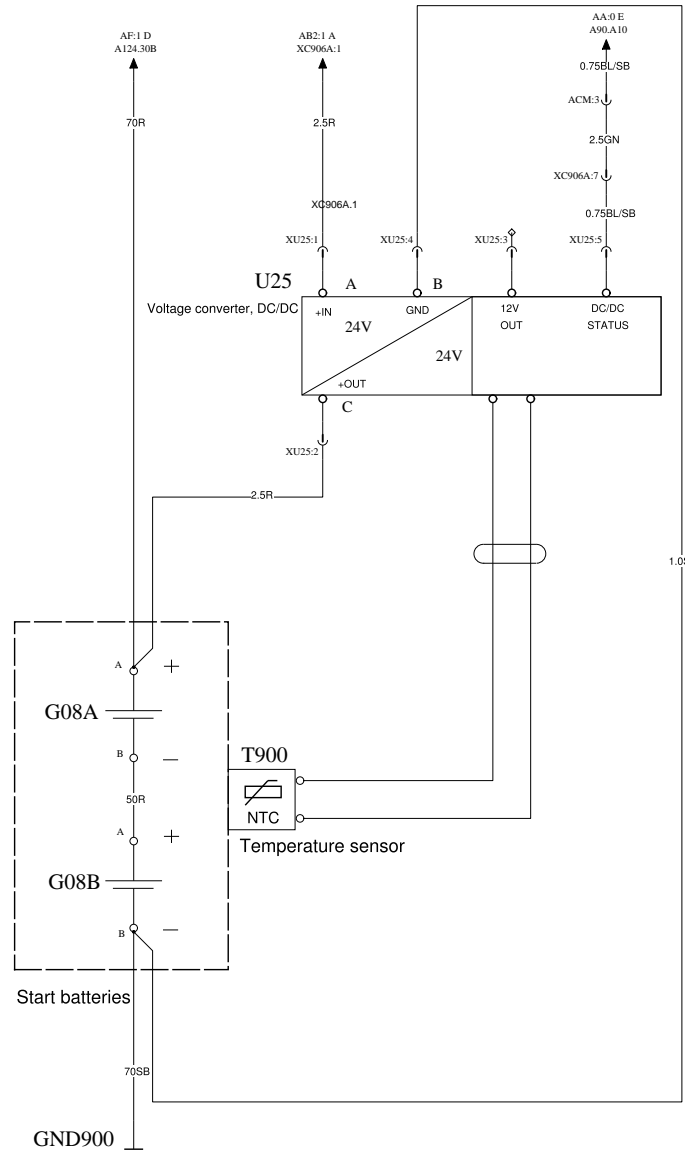 AF:1 D
A124.30B
AB2:1 A
XC906A:1
AA:0 E
A90.A10
0.75BL/SB
ACM:3
70R
2.5R
2.5GN
XC906A:7
XC906A.1
0.75BL/SB
XU25:1
XU25:4
XU25:3
XU25:5
U25
A
B
Voltage converter, DC/DC
+IN
GND
12V
OUT
DC/DC
STATUS
24V
24V
+OUT
C
XU25:2
2.5R
A
+
G08A
B
−
T900
50R
NTC
A
+
Temperature sensor
G08B
B
−
Start batteries
70SB
GND900